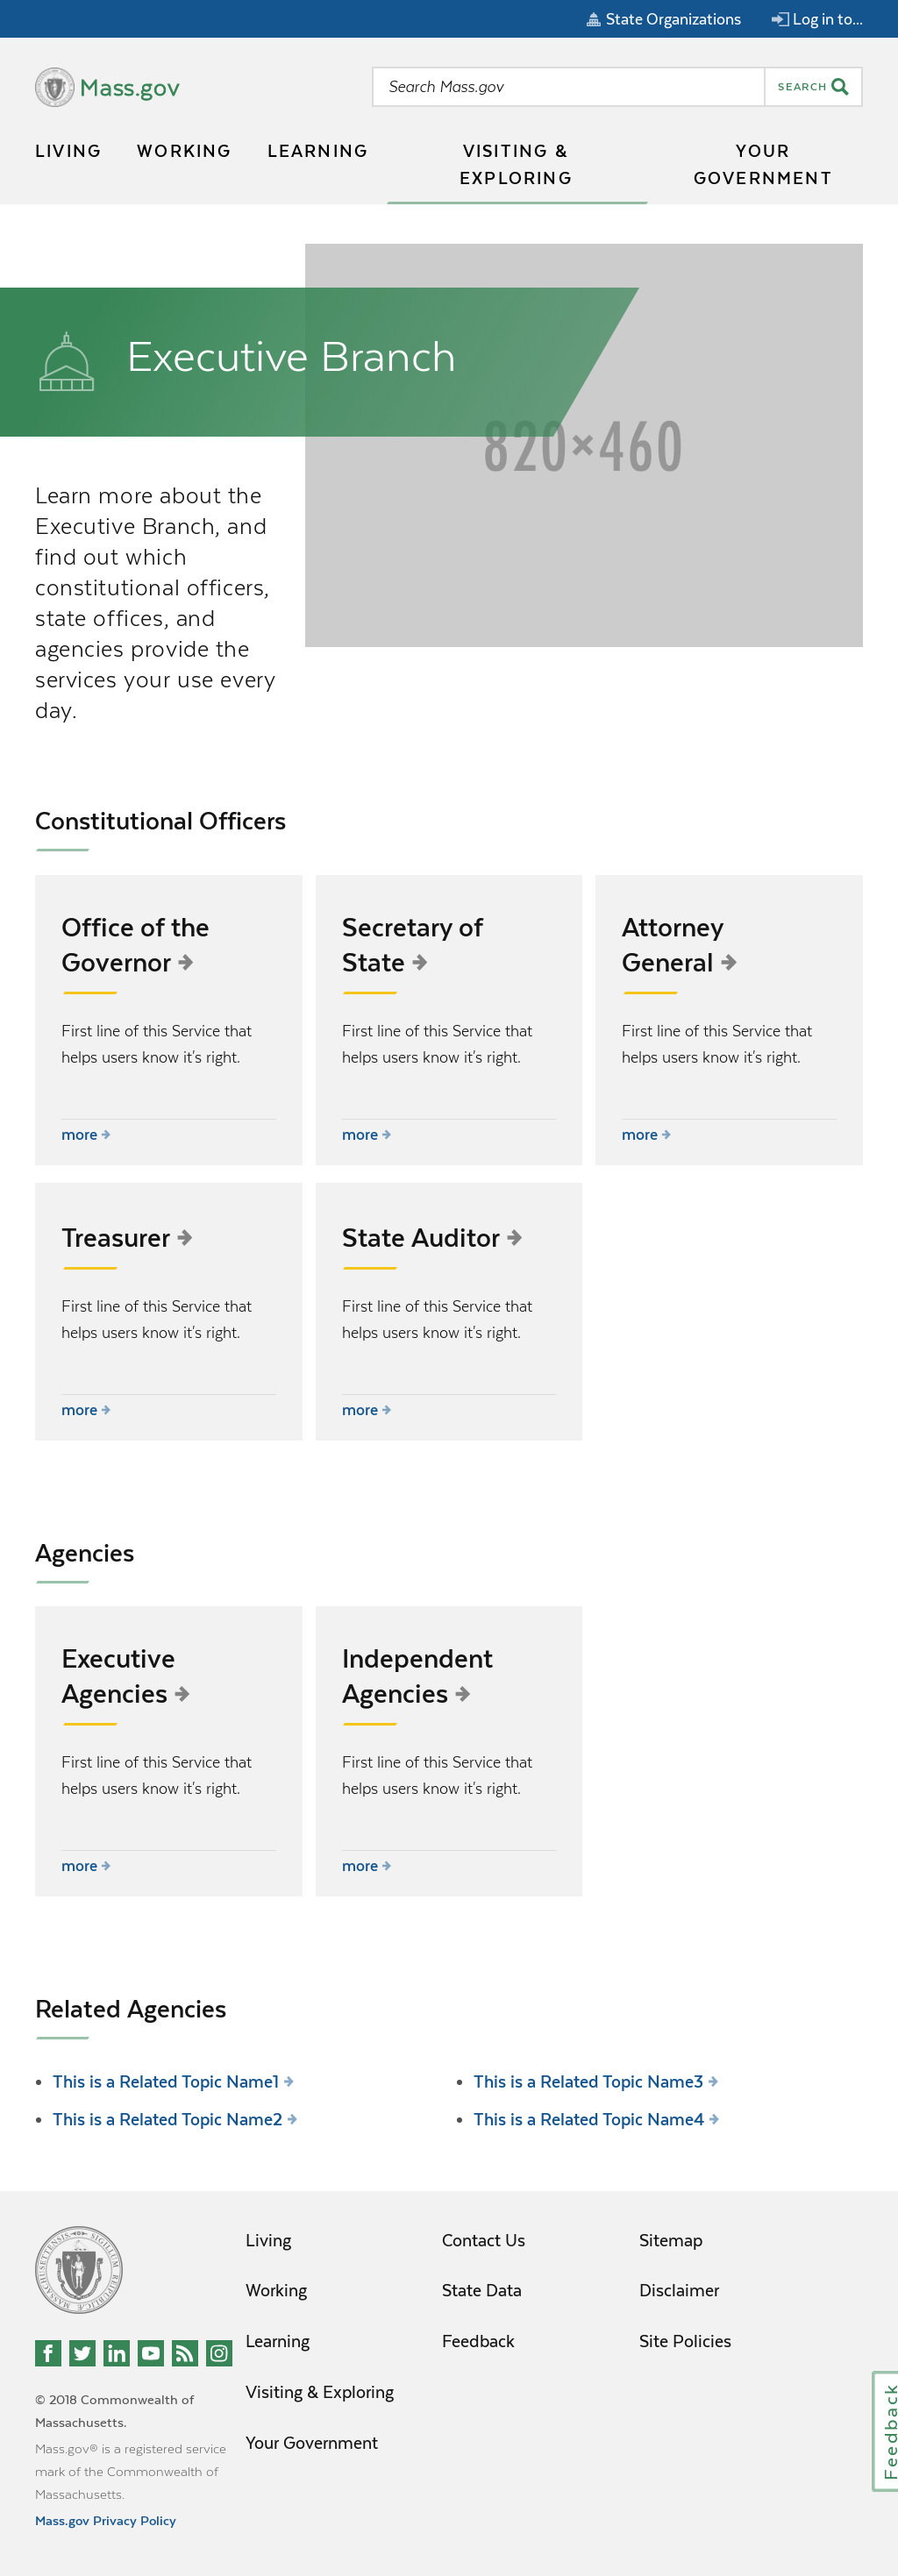 State Organizations
Log in to...
Mass.gov
Search Mass.gov
SEARCH
LIVING
WORKING
LEARNING
VISITING &
EXPLORING
YOUR
GOVERNMENT
Executive Branch
820×460
Learn more about the
Executive Branch, and
find out which
constitutional officers,
state offices, and
agencies provide the
services your use every
day.
Constitutional Officers
Office of the
Governor
First line of this Service that
helps users know it's right.
more
Secretary of
State
First line of this Service that
helps users know it's right.
more
Attorney
General
First line of this Service that
helps users know it's right.
more
Treasurer
First line of this Service that
helps users know it's right.
more
State Auditor
First line of this Service that
helps users know it's right.
more
Agencies
Executive
Agencies
First line of this Service that
helps users know it's right.
more
Independent
Agencies
First line of this Service that
helps users know it's right.
more
Related Agencies
This is a Related Topic Name1
This is a Related Topic Name2
This is a Related Topic Name3
This is a Related Topic Name4
Living
Working
Learning
Visiting & Exploring
Your Government
Contact Us
State Data
Feedback
Sitemap
Disclaimer
Site Policies
© 2018 Commonwealth of
Massachusetts.
Mass.gov® is a registered service
mark of the Commonwealth of
Massachusetts.
Mass.gov Privacy Policy
Feedback